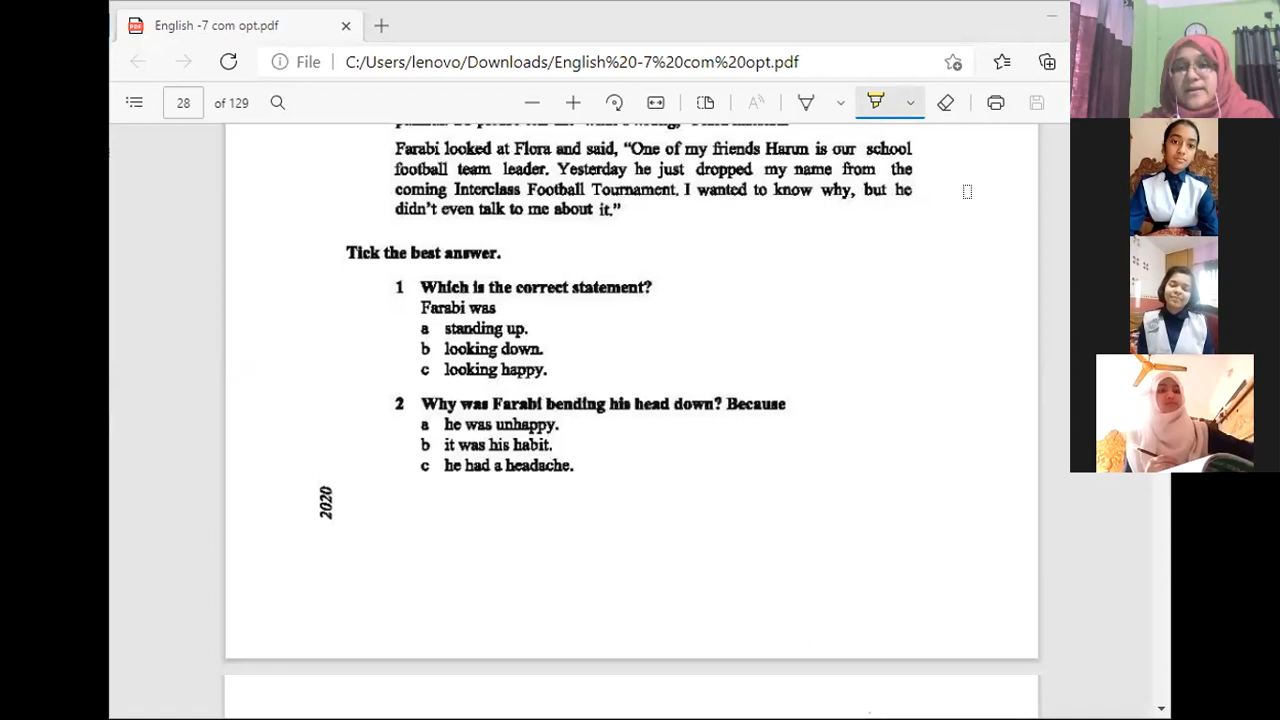 English -7 com opt.pdf
File C:/Users/lenovo/Downloads/English%20-7%20com%20opt.pdf
28 of 129
Farabi looked at Flora and said, “One of my friends Harun is our school
football team leader. Yesterday he just dropped my name from the
coming Interclass Football Tournament. I wanted to know why, but he
didn’t even talk to me about it.”
Tick the best answer.
1 Which is the correct statement?
Farabi was
a standing up.
b looking down.
c looking happy.
2 Why was Farabi bending his head down? Because
a he was unhappy.
b it was his habit.
c he had a headache.
2020